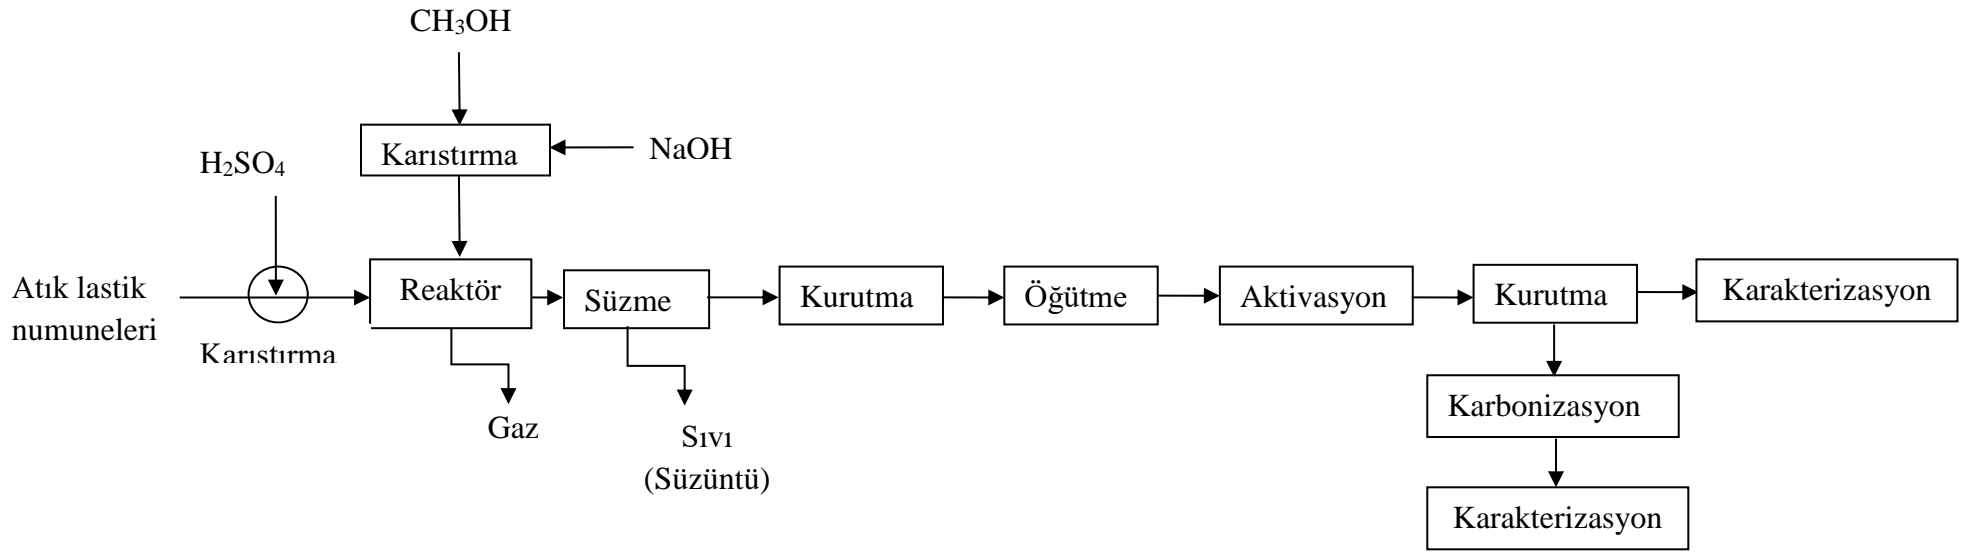 CH₃OH
Karıstırma
NaOH
H₂SO₄
Atık lastik
numuneleri
Karıstırma
Reaktör
Süzme
Kurutma
Öğütme
Aktivasyon
Kurutma
Karakterizasyon
Gaz
Sıvı
(Süzüntü)
Karbonizasyon
Karakterizasyon